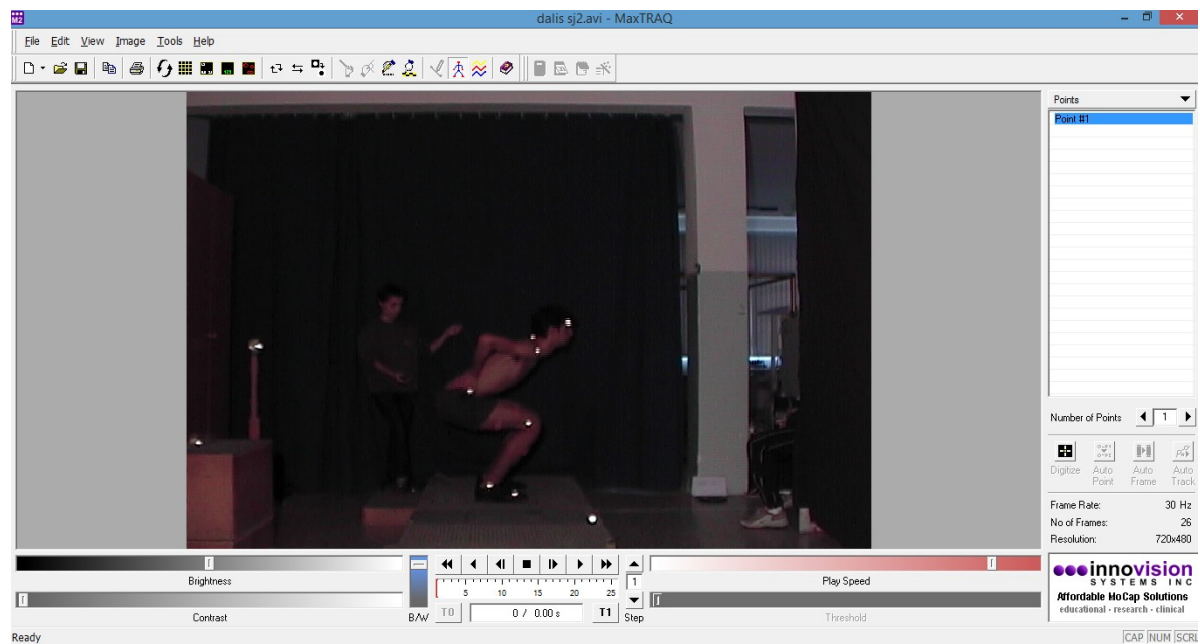 M2
dalis sj2.avi - MaxTRAQ
File Edit View Image Tools Help
Points
Point #1
Number of Points 1
Digitize Auto Point Auto Frame Auto Track
Frame Rate: 30 Hz
No of Frames: 26
Resolution: 720x480
Brightness
Contrast
B/W
5 10 15 20 25
T0 0 / 0.00 s T1
1
Step
Play Speed
Threshold
innovision
SYSTEMS INC
Affordable MoCap Solutions
educational - research - clinical
Ready
CAP NUM SCRL